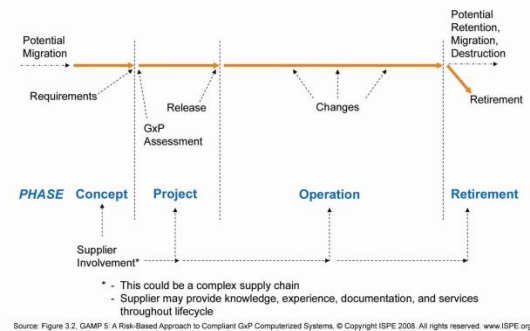 Potential
Migration
Potential
Retention,
Migration,
Destruction
Requirements
GxP
Assessment
Release
Changes
Retirement
PHASE Concept Project Operation Retirement
Supplier
Involvement*
* - This could be a complex supply chain
- Supplier may provide knowledge, experience, documentation, and services
throughout lifecycle
Source: Figure 3.2, GAMP 5: A Risk-Based Approach to Compliant GxP Computerized Systems, © Copyright ISPE 2008. All rights reserved. www.ISPE.org